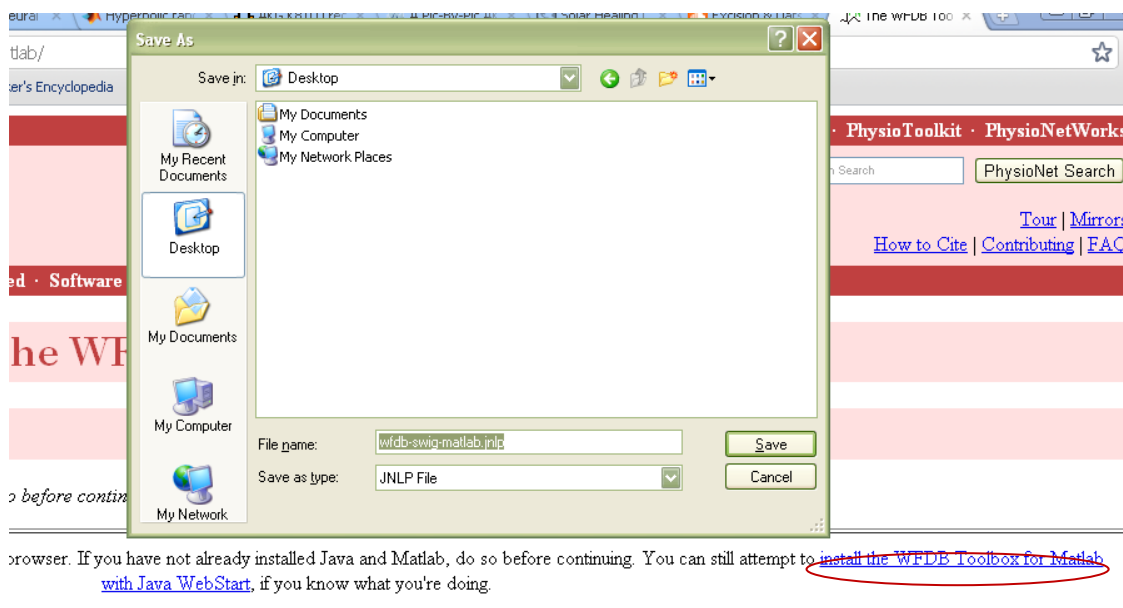 Hyperbolic
A Pic-By-Pic
Solar Healing
Excision & Dars
The WFDB Too
Save As
tlab/
Save in: Desktop
er's Encyclopedia
My Documents
My Computer
My Network Places
My Recent
Documents
Desktop
My Documents
My Computer
My Network
· PhysioToolkit · PhysioNetWorks
Search
PhysioNet Search
Tour | Mirrors
How to Cite | Contributing | FAQ
ed · Software
he WF
File name: wfdb-swig-matlab.jnlp Save
Save as type: JNLP File Cancel
o before contin
browser. If you have not already installed Java and Matlab, do so before continuing. You can still attempt to install the WFDB Toolbox for Matlab
with Java WebStart, if you know what you're doing.